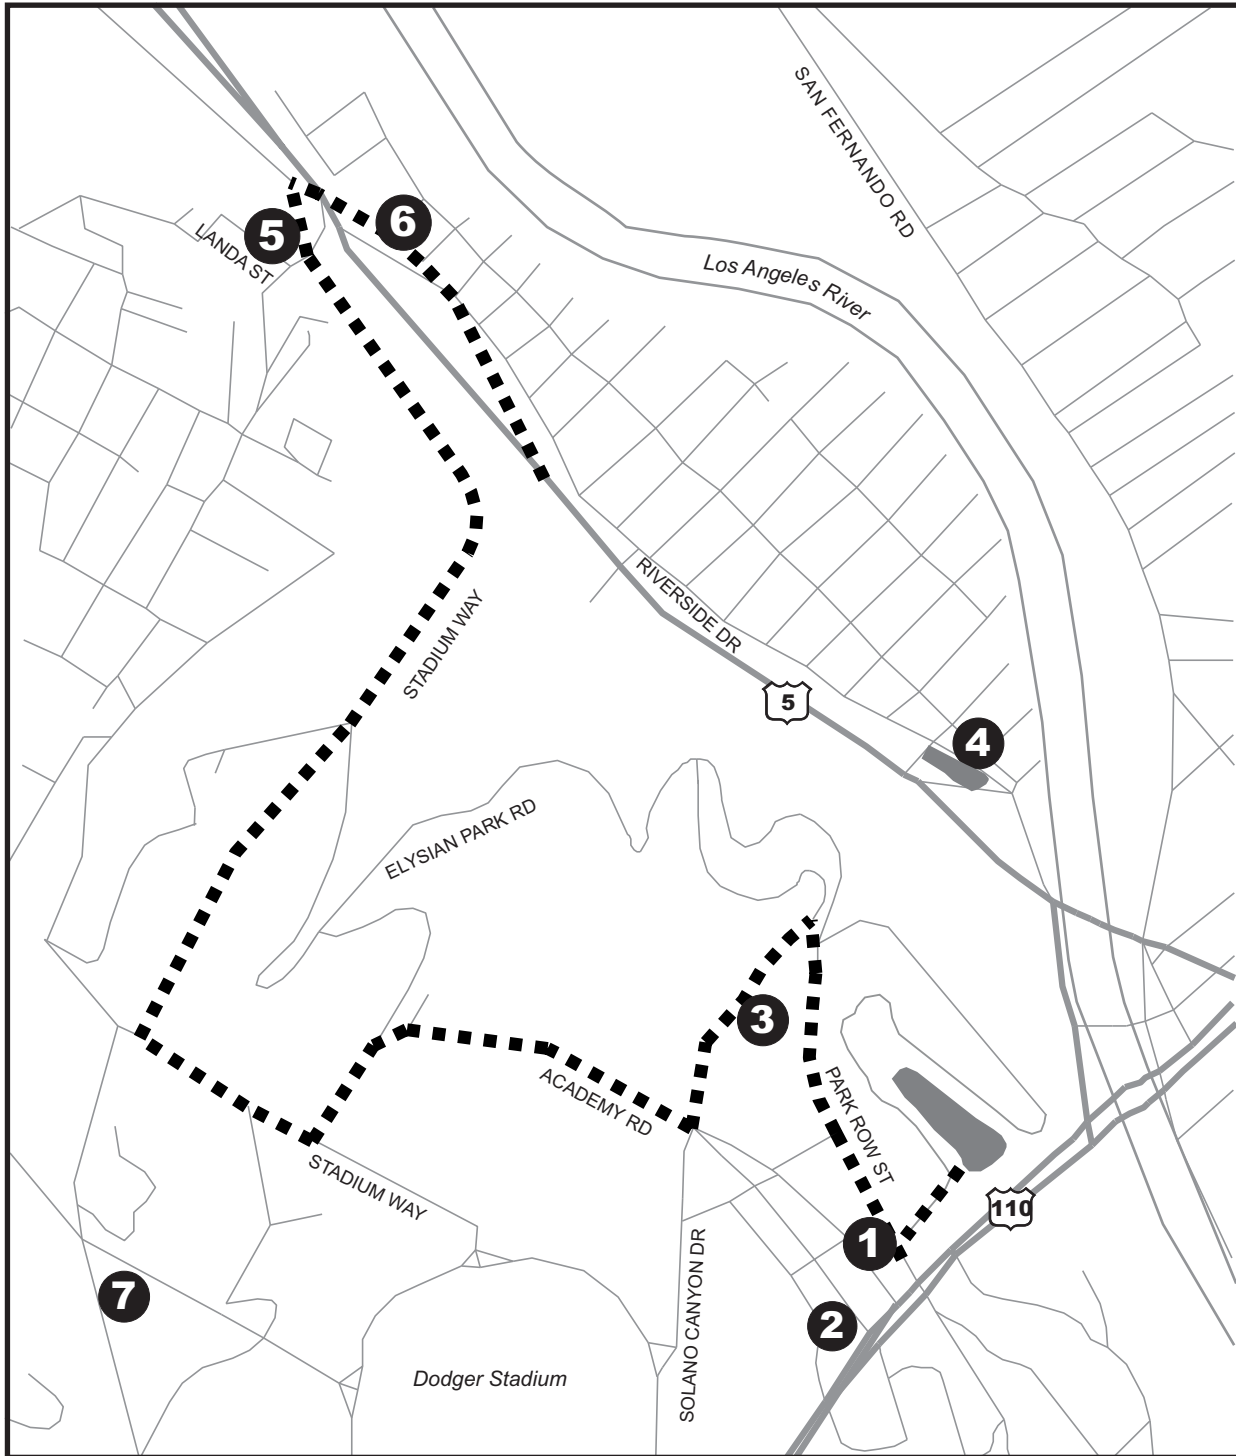 SAN FERNANDO RD
6
5
LANDA ST
Los Angeles River
RIVERSIDE DR
STADIUM WAY
5
4
ELYSIAN PARK RD
3
ACADEMY RD
PARK ROW ST
STADIUM WAY
110
1
SOLANO CANYON DR
7
2
Dodger Stadium